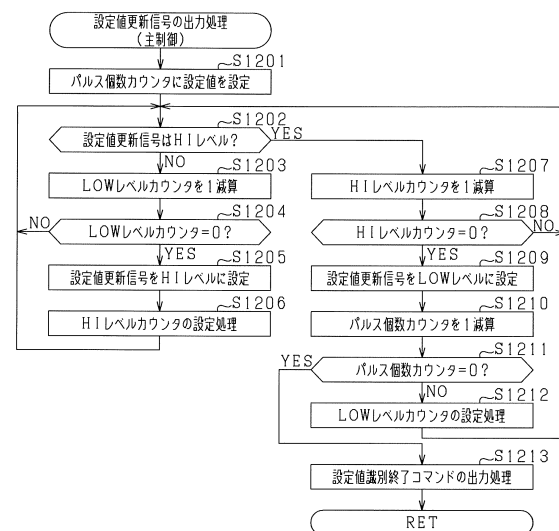 設定値更新信号の出力処理
(主制御)
S1201
パルス個数カウンタに設定値を設定
S1202
設定値更新信号はHIレベル?
YES
NO
S1203
LOWレベルカウンタを1減算
S1204
NO
LOWレベルカウンタ=0?
YES
S1205
設定値更新信号をHIレベルに設定
S1206
HIレベルカウンタの設定処理
S1207
HIレベルカウンタを1減算
S1208
HIレベルカウンタ=0?
NO
YES
S1209
設定値更新信号をLOWレベルに設定
S1210
パルス個数カウンタを1減算
S1211
YES
パルス個数カウンタ=0?
NO
S1212
LOWレベルカウンタの設定処理
S1213
設定値識別終了コマンドの出力処理
RET